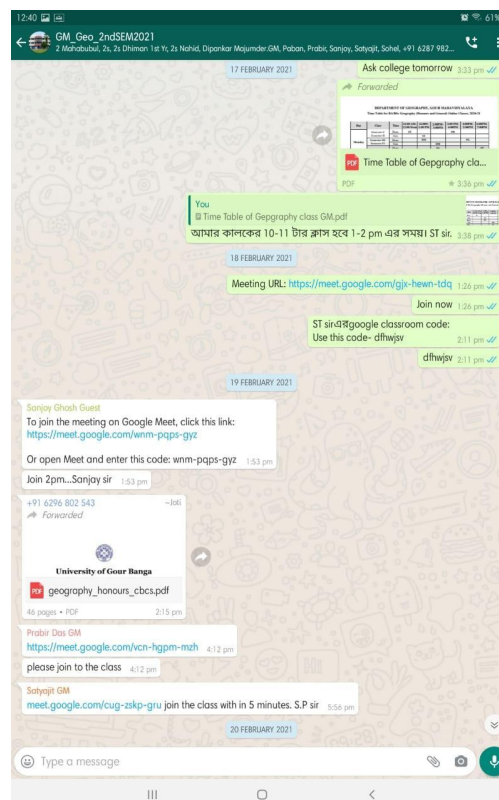 12:40
61%
GM_Geo_2ndSEM2021
2 Mahabubul, 2s, 2s Dhiman 1st Yr, 2s Nahid, Dipankar Majumder.GM, Paban, Prabir, Sanjoy, Satyajit, Sohel, +91 6287 982...
17 FEBRUARY 2021
Ask college tomorrow 3:33 pm
Forwarded
DEPARTMENT OF GEOGRAPHY, GOUR MAHAVIDYALAYA
PDF Time Table of Gepgraphy cla...
PDF 3:36 pm
You
Time Table of Gepgraphy class GM.pdf
আমার কালকের 10-11 টার ক্লাস হবে 1-2 pm এর সময়। ST sir. 3:38 pm
18 FEBRUARY 2021
Meeting URL: https://meet.google.com/gjx-hewn-tdq 1:26 pm
Join now 1:26 pm
ST sirএরgoogle classroom code:
Use this code- dfhwjsv 2:11 pm
dfhwjsv 2:11 pm
19 FEBRUARY 2021
Sanjoy Ghosh Guest
To join the meeting on Google Meet, click this link:
https://meet.google.com/wnm-pqps-gyz
Or open Meet and enter this code: wnm-pqps-gyz 1:53 pm
Join 2pm...Sanjay sir 1:53 pm
+91 6296 802 543 ~Joti
Forwarded
University of Gour Banga
PDF geography_honours_cbcs.pdf
46 pages • PDF 2:15 pm
Prabir Das GM
https://meet.google.com/vcn-hgpm-mzh 4:12 pm
please join to the class 4:12 pm
Satyajit GM
meet.google.com/cug-zskp-gru join the class with in 5 minutes. S.P sir 5:56 pm
20 FEBRUARY 2021
Type a message